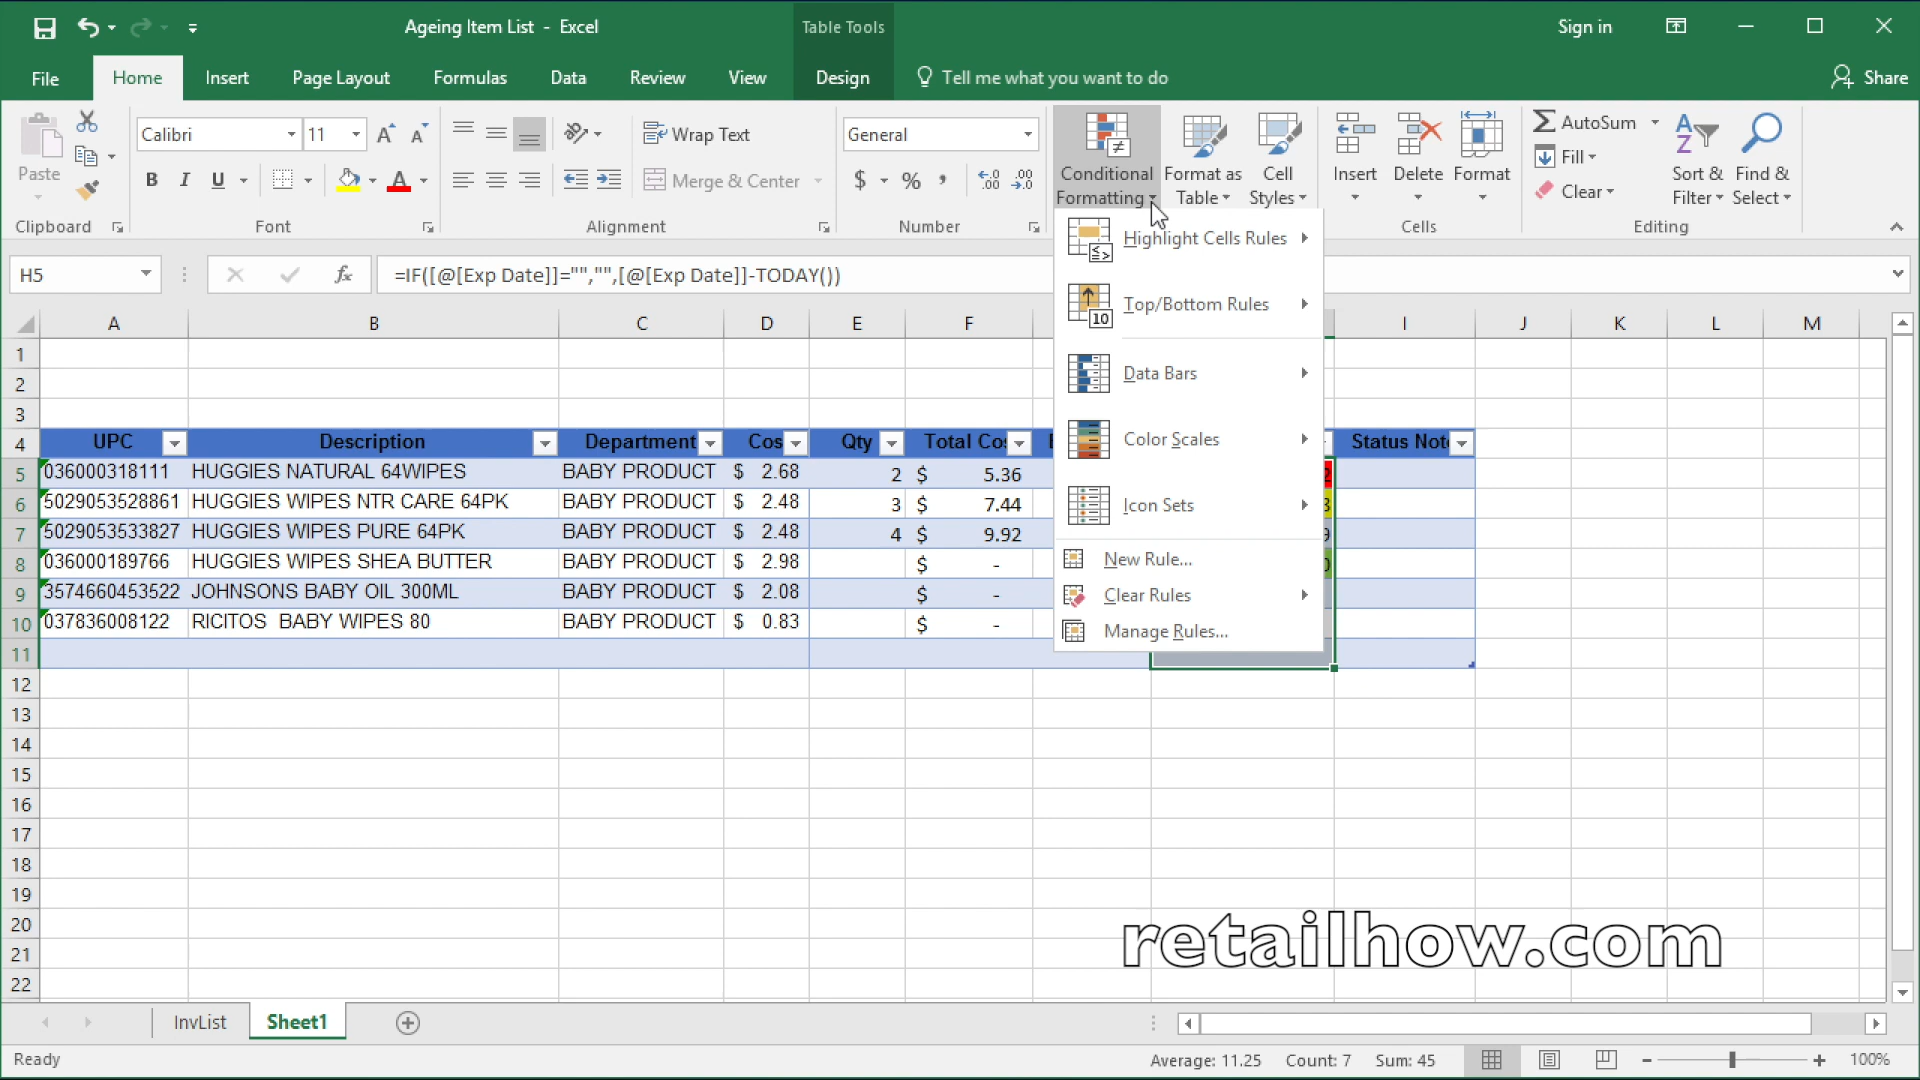 Ageing Item List - Excel
Table Tools
Sign in
File
Home
Insert
Page Layout
Formulas
Data
Review
View
Design
Tell me what you want to do
Share
Paste
Clipboard
Calibri
11
B I U
A
Font
Wrap Text
Merge & Center
Alignment
General
$ % ,
Number
Conditional Formatting
Format as Table
Cell Styles
Insert
Delete
Format
Cells
AutoSum
Fill
Clear
Sort & Filter
Find & Select
Editing
H5
fx
=IF([@[Exp Date]]="","",[@[Exp Date]]-TODAY())
Highlight Cells Rules
Top/Bottom Rules
Data Bars
Color Scales
Icon Sets
New Rule...
Clear Rules
Manage Rules...
A B C D E F I J K L M
1
2
3
4 UPC Description Department Cos Qty Total Co Status Not
5 036000318111 HUGGIES NATURAL 64WIPES BABY PRODUCT $ 2.68 2 $ 5.36
6 5029053528861 HUGGIES WIPES NTR CARE 64PK BABY PRODUCT $ 2.48 3 $ 7.44
7 5029053533827 HUGGIES WIPES PURE 64PK BABY PRODUCT $ 2.48 4 $ 9.92
8 036000189766 HUGGIES WIPES SHEA BUTTER BABY PRODUCT $ 2.98 $ -
9 3574660453522 JOHNSONS BABY OIL 300ML BABY PRODUCT $ 2.08 $ -
10 037836008122 RICITOS BABY WIPES 80 BABY PRODUCT $ 0.83 $ -
11
12
13
14
15
16
17
18
19
20
21
22
retailhow.com
InvList
Sheet1
Ready
Average: 11.25 Count: 7 Sum: 45
100%